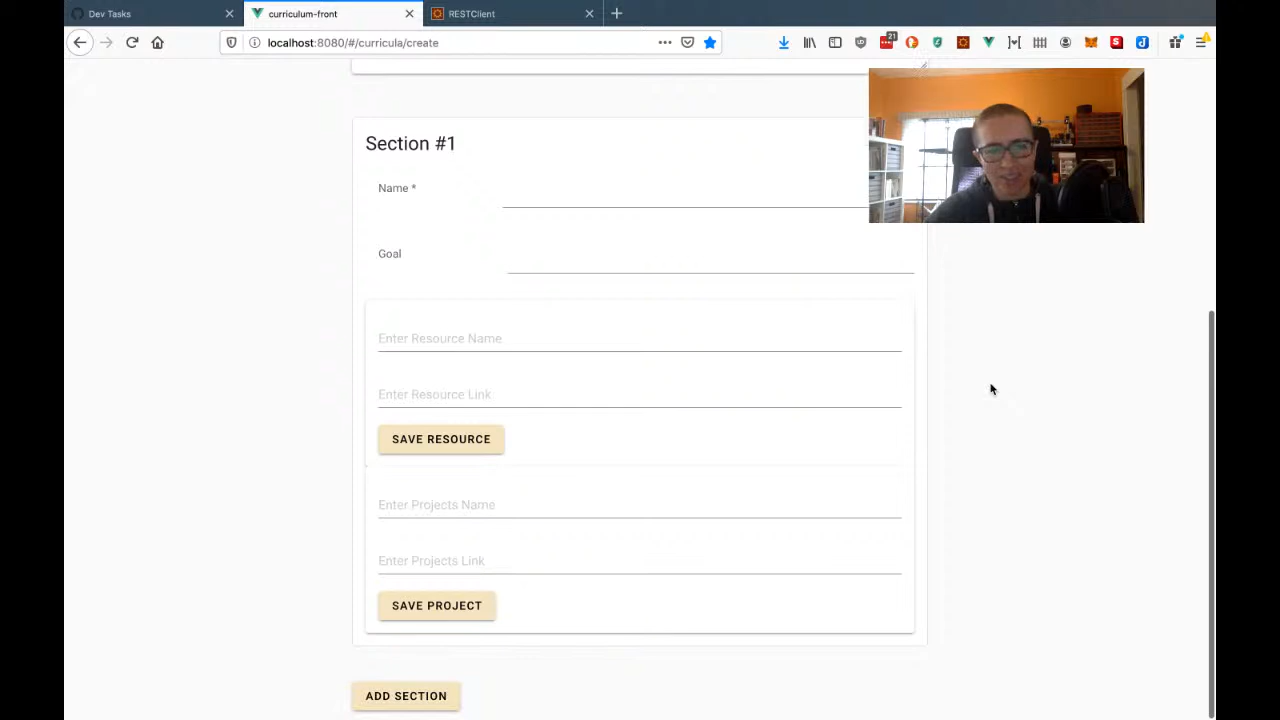 Dev Tasks
curriculum-front
RESTClient
localhost:8080/#/curricula/create
21
Section #1
Name *
Goal
Enter Resource Name
Enter Resource Link
SAVE RESOURCE
Enter Projects Name
Enter Projects Link
SAVE PROJECT
ADD SECTION